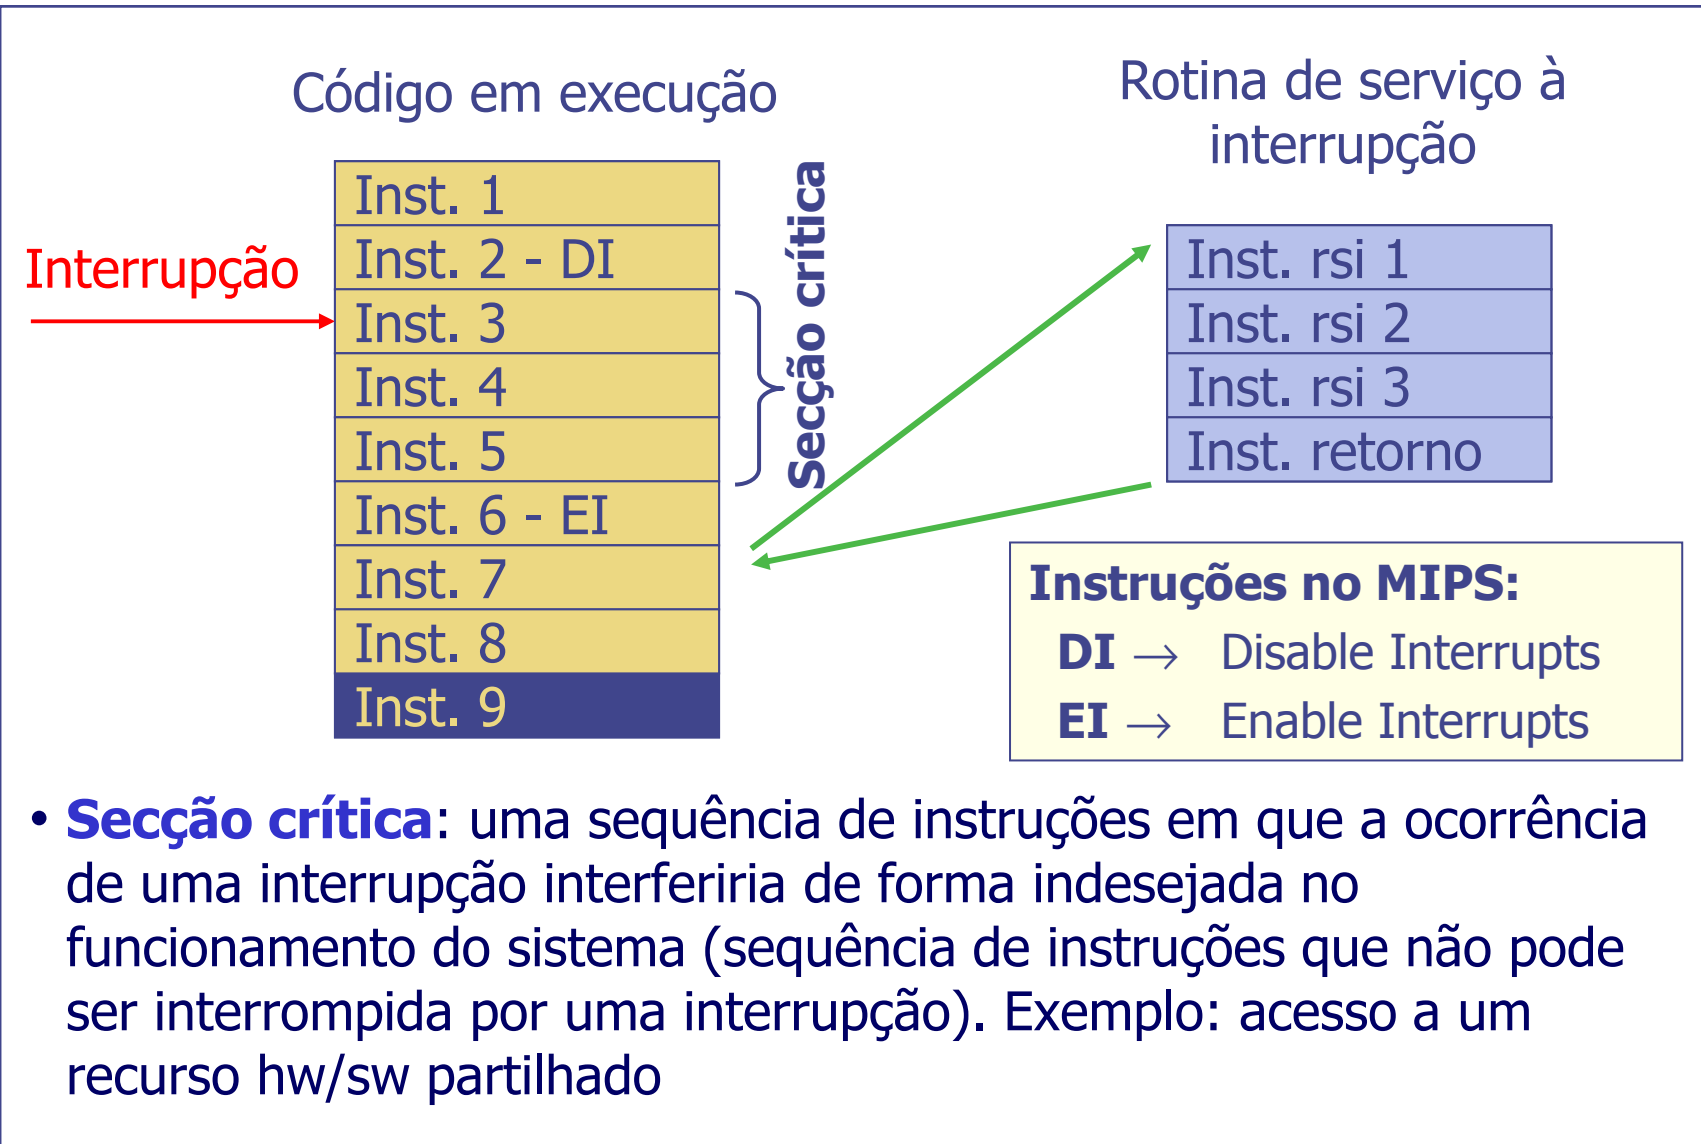 Código em execução
Rotina de serviço à
interrupção
Interrupção
Inst. 1
Inst. 2 - DI
Inst. 3
Inst. 4
Inst. 5
Inst. 6 - EI
Inst. 7
Inst. 8
Inst. 9
Secção crítica
Inst. rsi 1
Inst. rsi 2
Inst. rsi 3
Inst. retorno
Instruções no MIPS:
DI → Disable Interrupts
EI → Enable Interrupts
• Secção crítica: uma sequência de instruções em que a ocorrência
de uma interrupção interferiria de forma indesejada no
funcionamento do sistema (sequência de instruções que não pode
ser interrompida por uma interrupção). Exemplo: acesso a um
recurso hw/sw partilhado